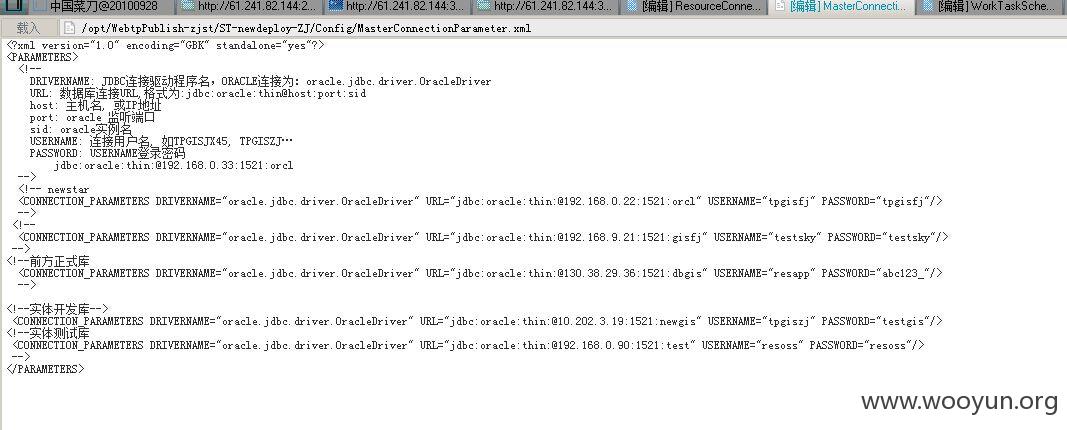 中国菜刀@20100928
http://61.241.82.144:2...
http://61.241.82.144:3...
http://61.241.82.144:3...
[编辑] ResourceConne...
[编辑] MasterConnecti...
[编辑] WorkTaskSche...
载入
/opt/WebtpPublish-zjst/ST-newdeploy-ZJ/Config/MasterConnectionParameter.xml
<?xml version="1.0" encoding="GBK" standalone="yes"?>
<PARAMETERS>
<!--
DRIVERNAME: JDBC连接驱动程序名，ORACLE连接为: oracle.jdbc.driver.OracleDriver
URL: 数据库连接URL,格式为:jdbc:oracle:thin@host:port:sid
host: 主机名, 或IP地址
port: oracle 监听端口
sid: oracle实例名
USERNAME: 连接用户名, 如TPGISJX45, TPGISZJ…
PASSWORD: USERNAME登录密码
jdbc:oracle:thin:@192.168.0.33:1521:orcl
-->
<!-- newstar
<CONNECTION_PARAMETERS DRIVERNAME="oracle.jdbc.driver.OracleDriver" URL="jdbc:oracle:thin:@192.168.0.22:1521:orcl" USERNAME="tpgisfj" PASSWORD="tpgisfj"/>
-->
<!--
<CONNECTION_PARAMETERS DRIVERNAME="oracle.jdbc.driver.OracleDriver" URL="jdbc:oracle:thin:@192.168.9.21:1521:gisfj" USERNAME="testsky" PASSWORD="testsky"/>
-->
<!--前方正式库
<CONNECTION_PARAMETERS DRIVERNAME="oracle.jdbc.driver.OracleDriver" URL="jdbc:oracle:thin:@130.38.29.36:1521:dbgis" USERNAME="resapp" PASSWORD="abc123_"/>
-->
<!--实体开发库-->
<CONNECTION_PARAMETERS DRIVERNAME="oracle.jdbc.driver.OracleDriver" URL="jdbc:oracle:thin:@10.202.3.19:1521:newgis" USERNAME="tpgiszj" PASSWORD="testgis"/>
<!--实体测试库
<CONNECTION_PARAMETERS DRIVERNAME="oracle.jdbc.driver.OracleDriver" URL="jdbc:oracle:thin:@192.168.0.90:1521:test" USERNAME="resoss" PASSWORD="resoss"/>
-->
</PARAMETERS>
www.wooyun.org